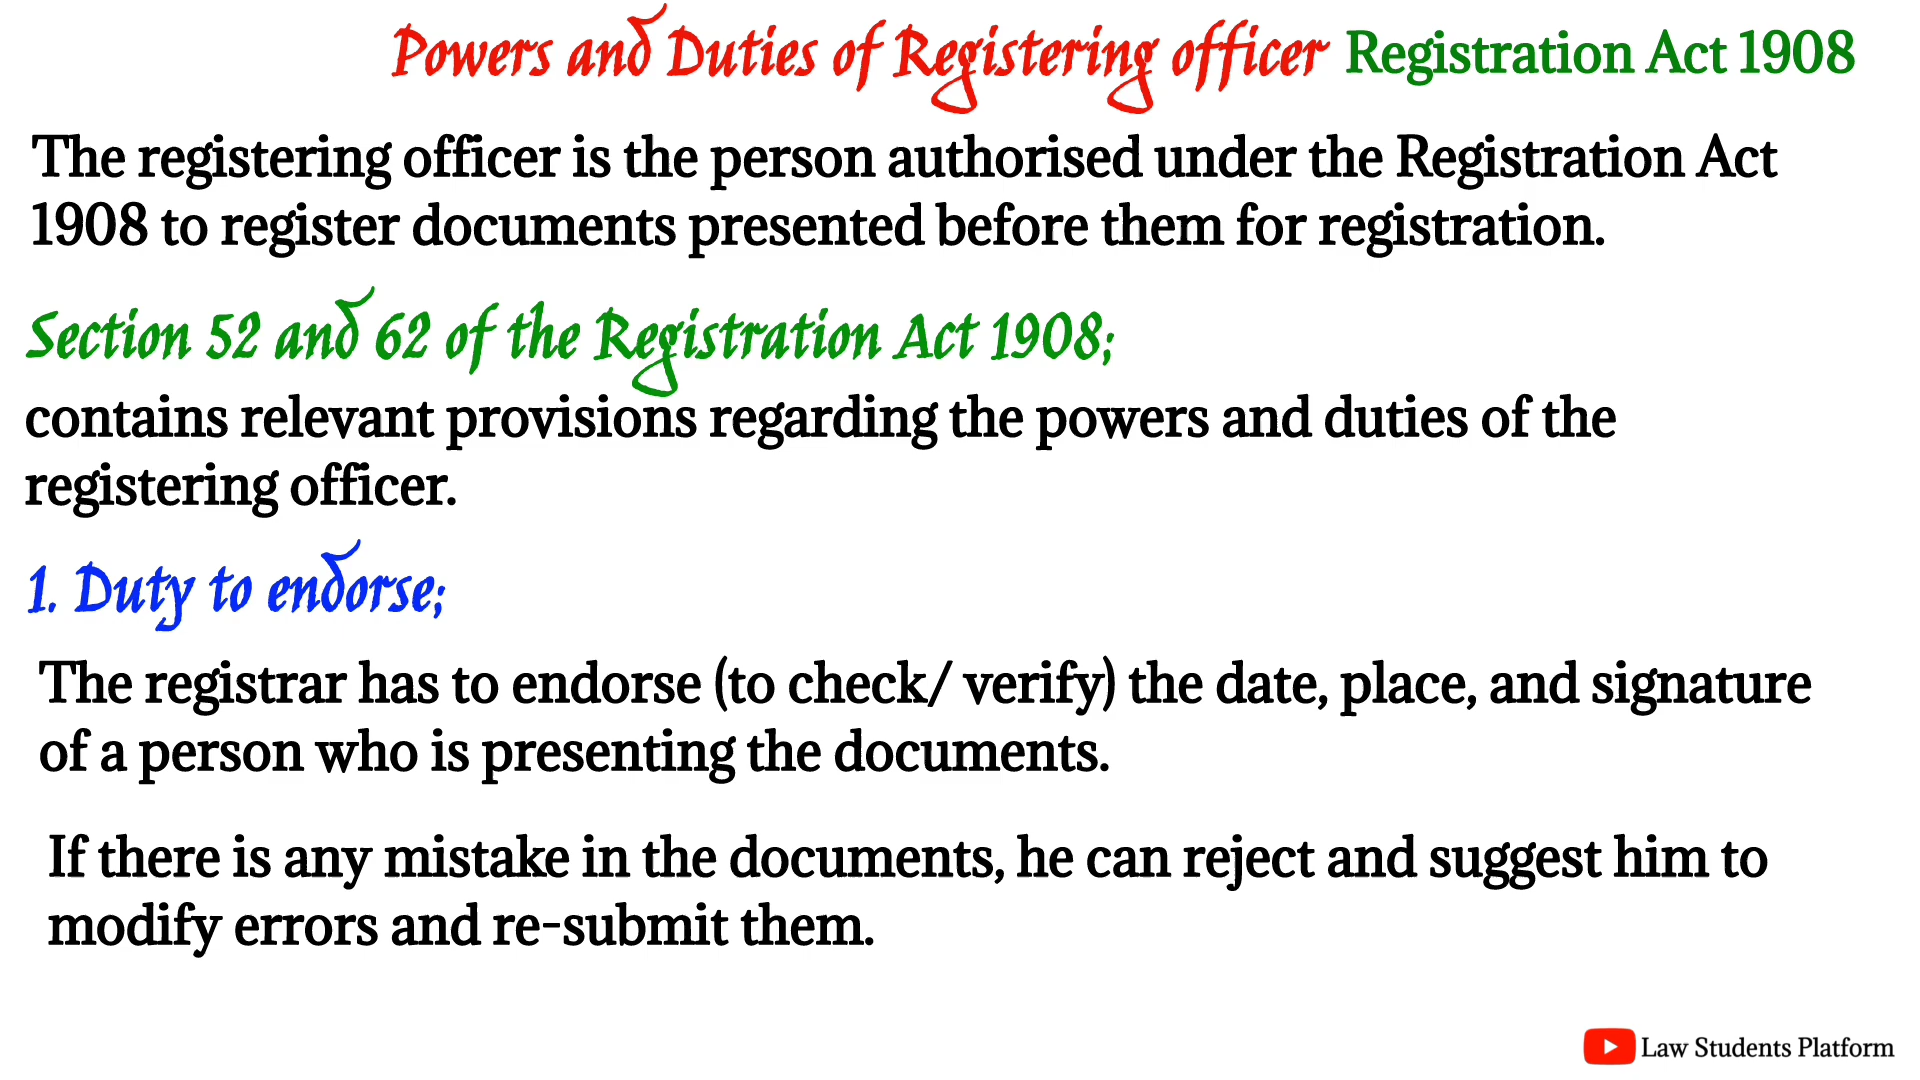 Powers and Duties of Registering officer Registration Act 1908
The registering officer is the person authorised under the Registration Act
1908 to register documents presented before them for registration.
Section 52 and 62 of the Registration Act 1908;
contains relevant provisions regarding the powers and duties of the
registering officer.
1. Duty to endorse;
The registrar has to endorse (to check/ verify) the date, place, and signature
of a person who is presenting the documents.
If there is any mistake in the documents, he can reject and suggest him to
modify errors and re-submit them.
Law Students Platform